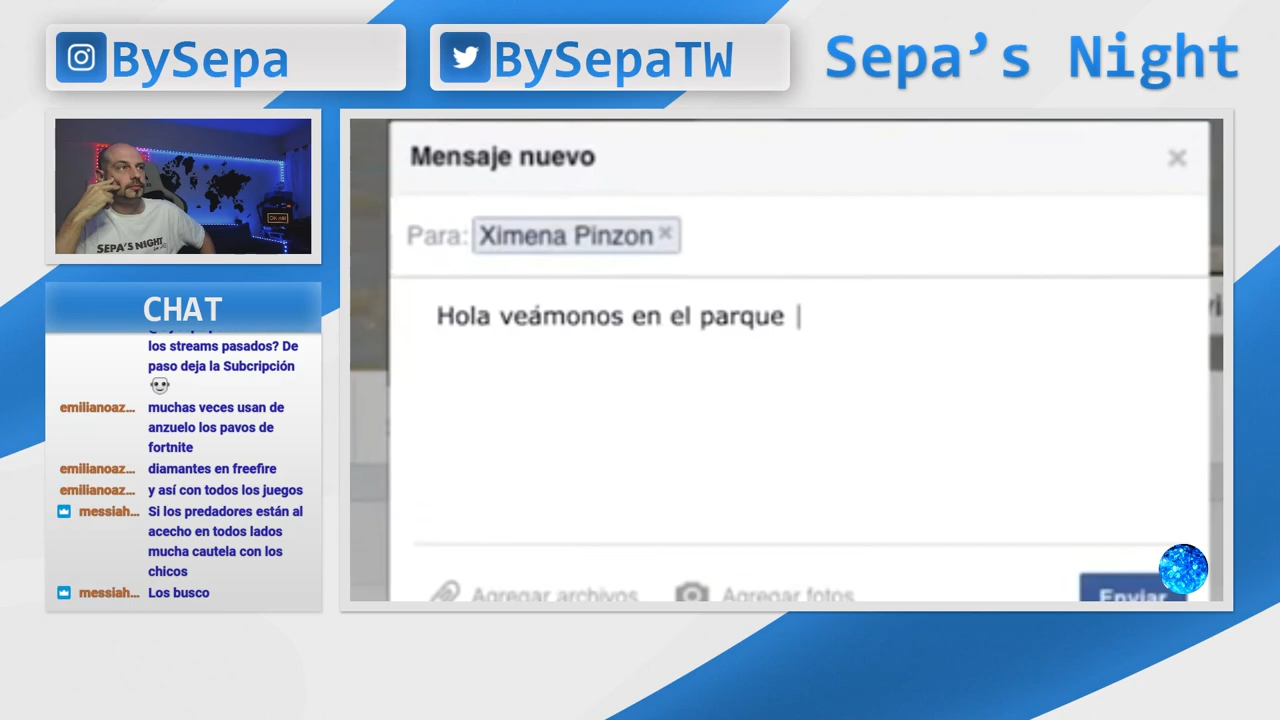 BySepa
BySepaTW
Sepa’s Night
SEPA'S NIGHT
ON AIR
Mensaje nuevo
Para: Ximena Pinzon
Hola veámonos en el parque
Agregar archivos
Agregar fotos
Enviar
CHAT
los streams pasados? De
paso deja la Subcripción
emilianoaz... muchas veces usan de
anzuelo los pavos de
fortnite
emilianoaz... diamantes en freefire
emilianoaz... y así con todos los juegos
messiah... Si los predadores están al
acecho en todos lados
mucha cautela con los
chicos
messiah... Los busco